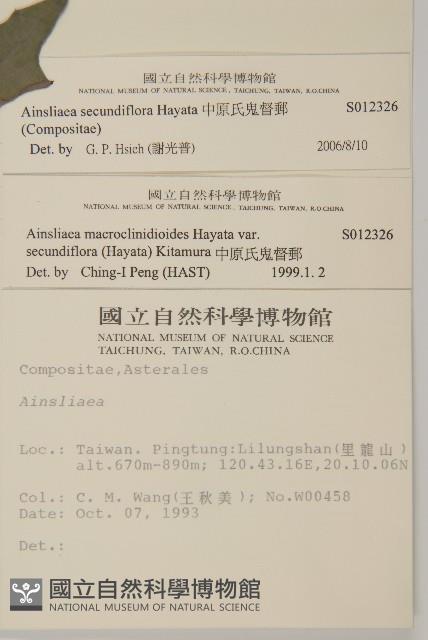 國立自然科學博物館
NATIONAL MUSEUM OF NATURAL SCIENCE, TAICHUNG, TAIWAN, R.O.CHINA
Ainsliaea secundiflora Hayata 中原氏鬼督郵 S012326
(Compositae)
Det. by G. P. Hsieh (謝光普) 2006/8/10
國立自然科學博物館
NATIONAL MUSEUM OF NATURAL SCIENCE, TAICHUNG, TAIWAN, R.O.CHINA
Ainsliaea macroclinidioides Hayata var. S012326
secundiflora (Hayata) Kitamura 中原氏鬼督郵
Det. by Ching-I Peng (HAST) 1999.1. 2
國立自然科學博物館
NATIONAL MUSEUM OF NATURAL SCIENCE
TAICHUNG, TAIWAN, R.O.CHINA
Compositae,Asterales
Ainsliaea
Loc.: Taiwan. Pingtung:Lilungshan(里龍山)
alt.670m-890m; 120.43.16E,20.10.06N
Col.: C. M. Wang(王秋美); No.W00458
Date: Oct. 07, 1993
Det.:
國立自然科學博物館
NATIONAL MUSEUM OF NATURAL SCIENCE